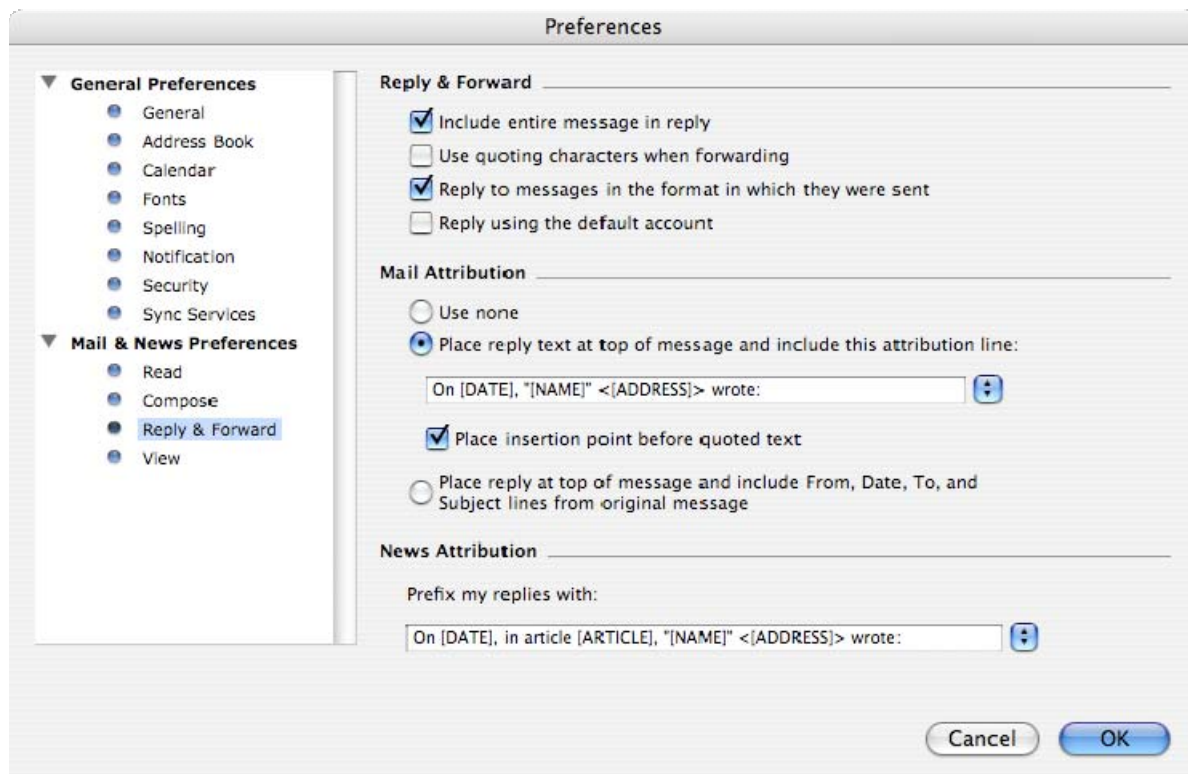 Preferences
General Preferences
General
Address Book
Calendar
Fonts
Spelling
Notification
Security
Sync Services
Mail & News Preferences
Read
Compose
Reply & Forward
View
Reply & Forward
Include entire message in reply
Use quoting characters when forwarding
Reply to messages in the format in which they were sent
Reply using the default account
Mail Attribution
Use none
Place reply text at top of message and include this attribution line:
On [DATE], "[NAME]" <[ADDRESS]> wrote:
Place insertion point before quoted text
Place reply at top of message and include From, Date, To, and
Subject lines from original message
News Attribution
Prefix my replies with:
On [DATE], in article [ARTICLE], "[NAME]" <[ADDRESS]> wrote:
Cancel
OK